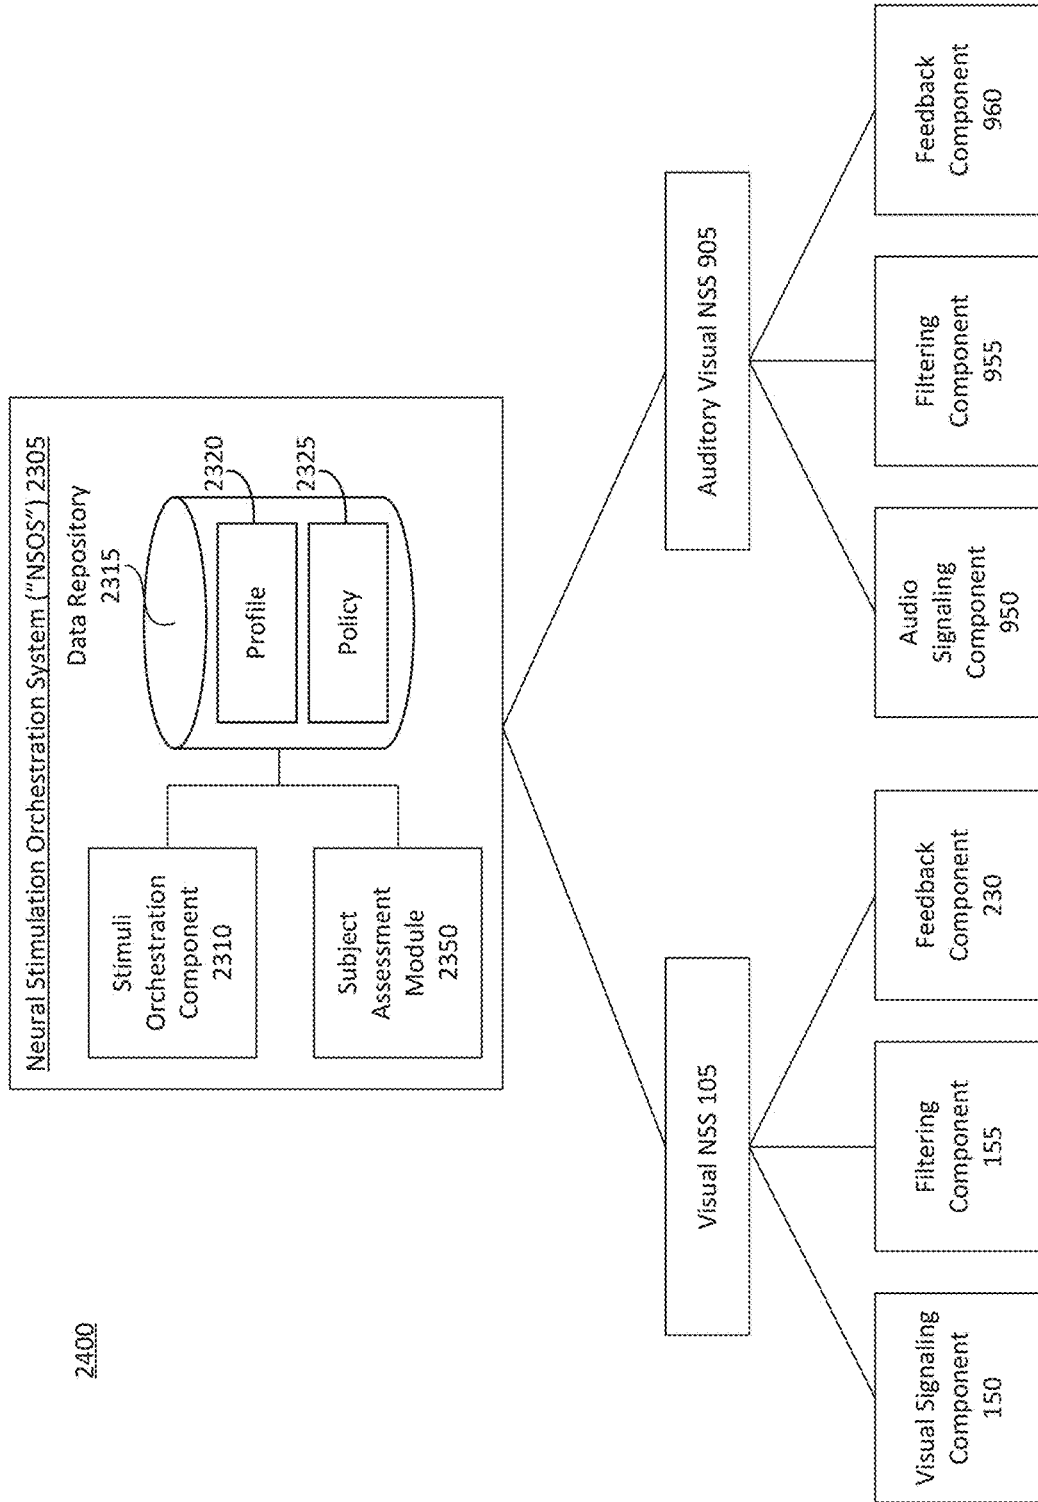 2400
Neural Stimulation Orchestration System ("NSOS") 2305
Stimuli
Orchestration
Component
2310
Subject
Assessment
Module
2350
Data Repository
2315
2320
2325
Profile
Policy
Visual NSS 105
Auditory Visual NSS 905
Visual Signaling
Component
150
Filtering
Component
155
Feedback
Component
230
Audio
Signaling
Component
950
Filtering
Component
955
Feedback
Component
960